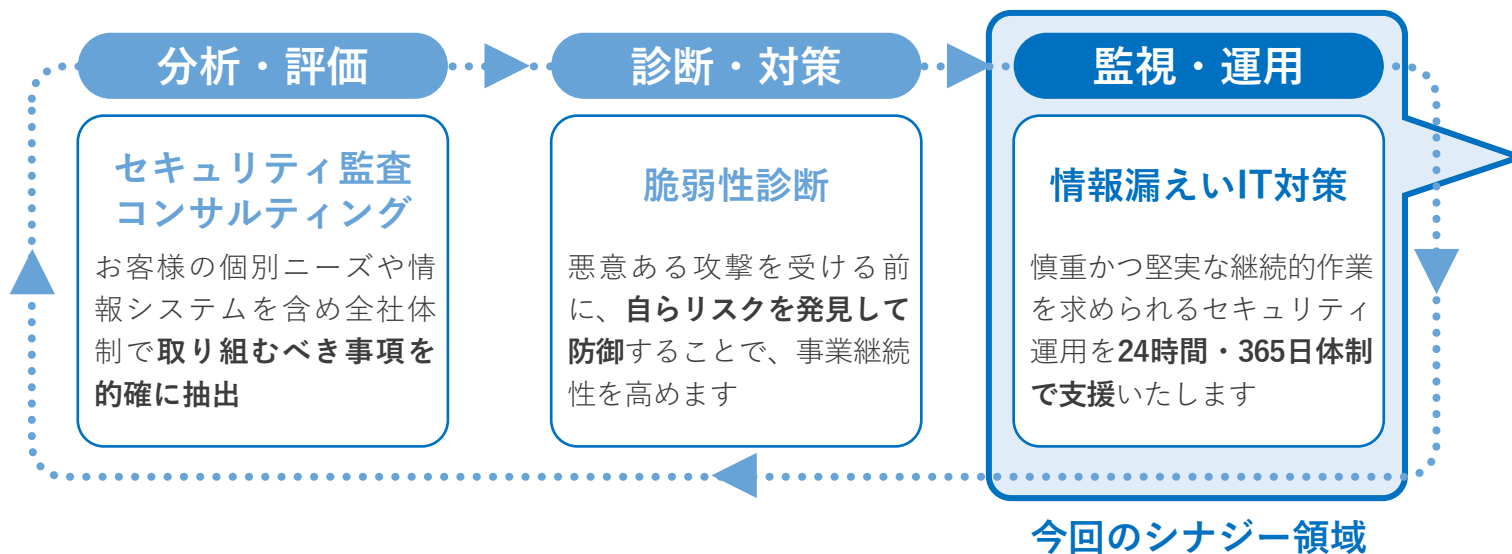 分析・評価
診断・対策
監視・運用
セキュリティ監査
コンサルティング
お客様の個別ニーズや情
報システムを含め全社体
制で取り組むべき事項を
的確に抽出
脆弱性診断
悪意ある攻撃を受ける前
に、自らリスクを発見して
防御することで、事業継続
性を高めます
情報漏えいIT対策
慎重かつ堅実な継続的作業
を求められるセキュリティ
運用を24時間・365日体制
で支援いたします
今回のシナジー領域